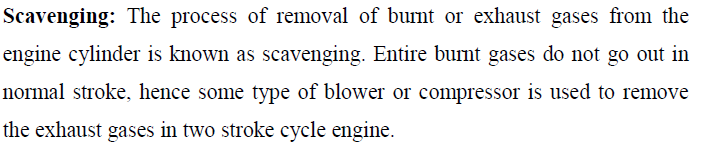 Scavenging: The process of removal of burnt or exhaust gases from the
engine cylinder is known as scavenging. Entire burnt gases do not go out in
normal stroke, hence some type of blower or compressor is used to remove
the exhaust gases in two stroke cycle engine.